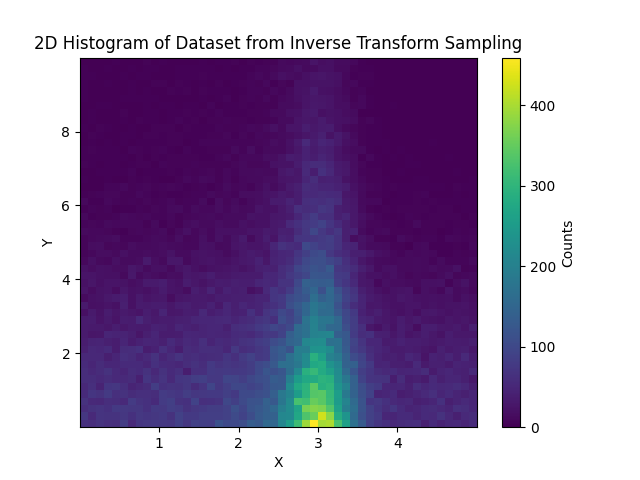 2D Histogram of Dataset from Inverse Transform Sampling
8
6
4
2
Y
1 2 3 4
X
400
300
200
100
0
Counts